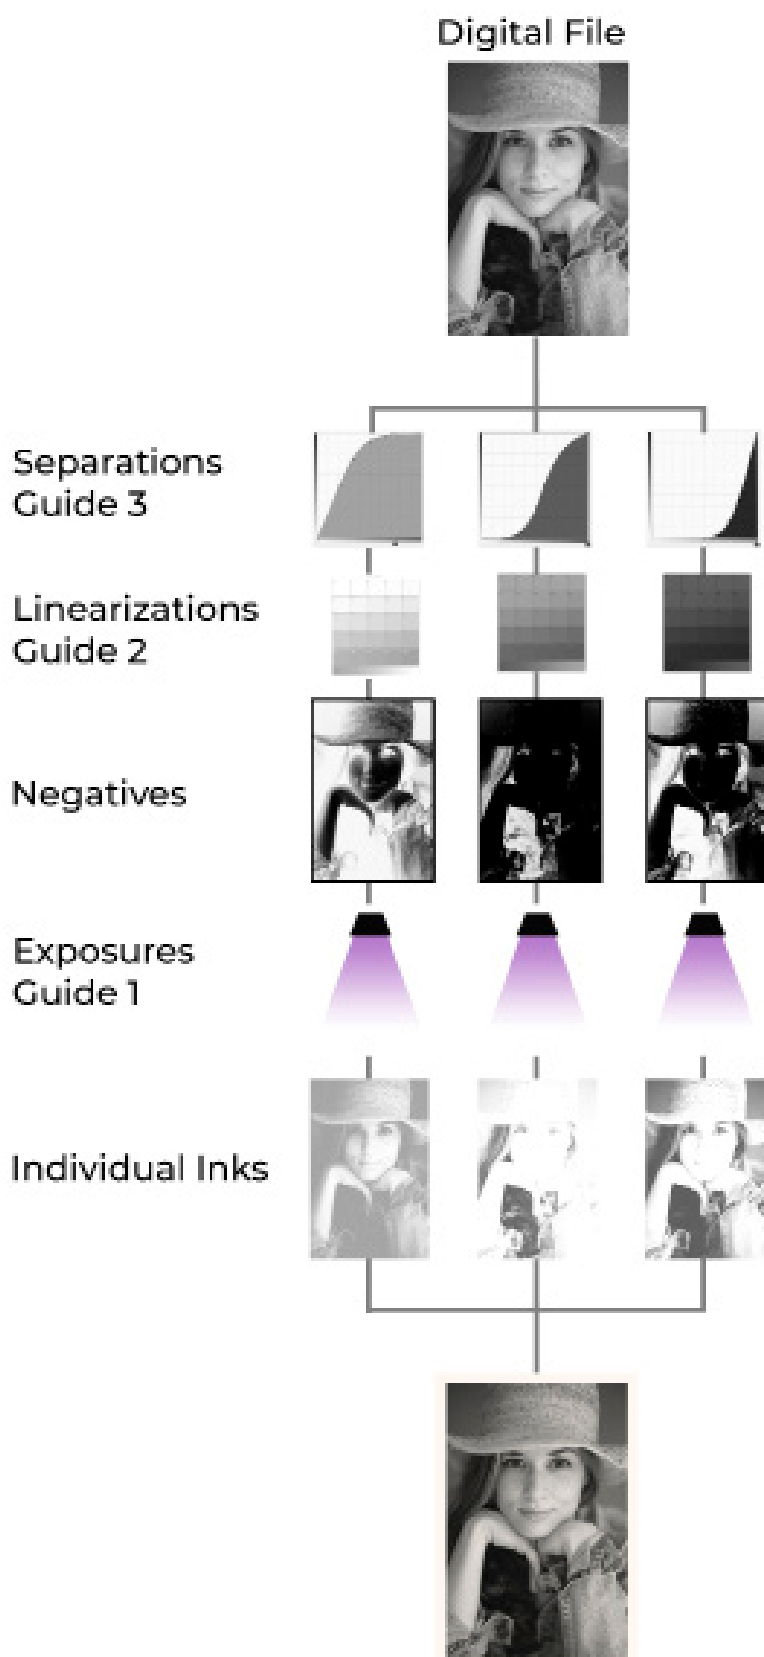 Digital File
Separations
Guide 3
Linearizations
Guide 2
Negatives
Exposures
Guide 1
Individual Inks